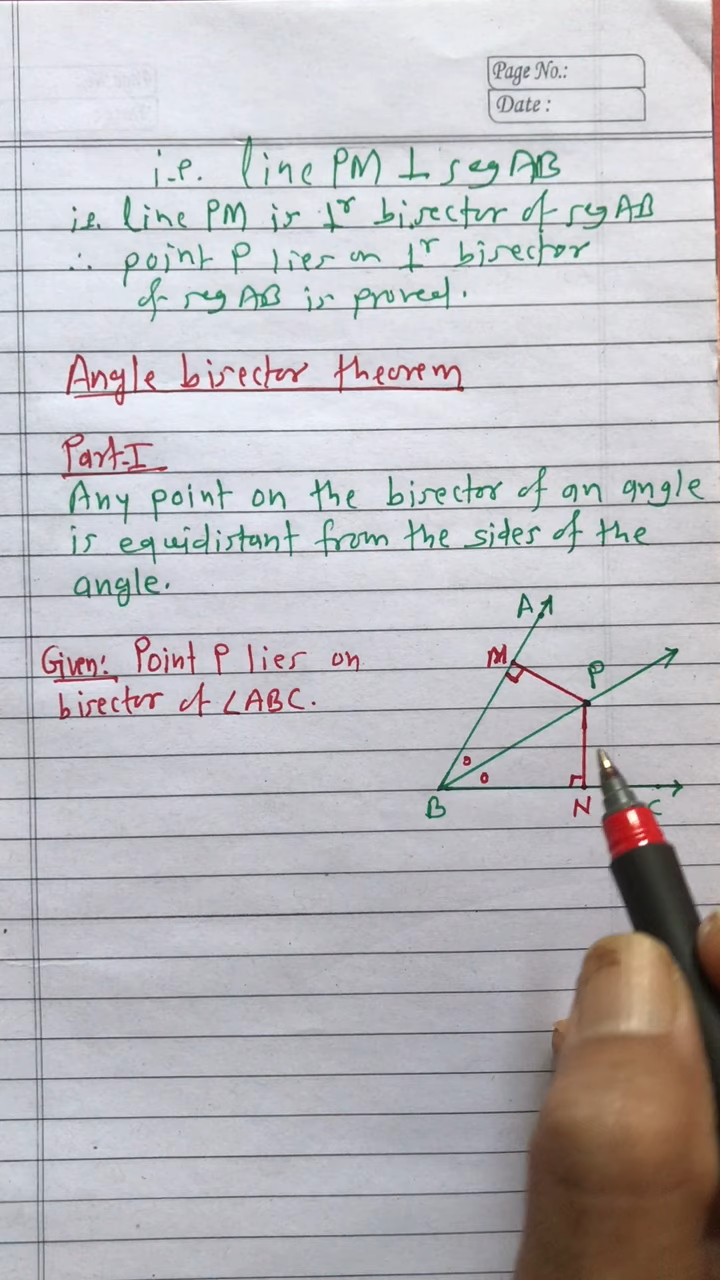 Page No.:
Date :
i.e. line PM ⊥ seg AB
i.e. line PM is ⊥r bisector of seg AB
∴ point P lies on ⊥r bisector
of seg AB is proved.
Angle bisector theorem
Part-I
Any point on the bisector of an angle
is equidistant from the sides of the
angle.
Given: Point P lies on
bisector of ∠ABC.
A
M
P
B
N
C